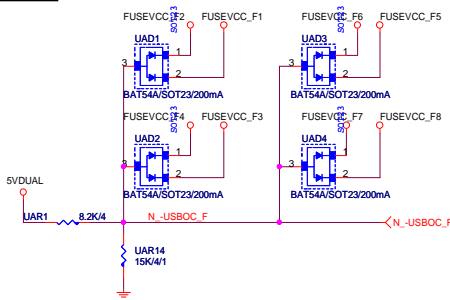 FUSEVCC_F2 FUSEVCC_F1 FUSEVCC_F6 FUSEVCC_F5
SOT23 SOT23
UAD1 UAD3
1 1
3 3
2 2
BAT54A/SOT23/200mA BAT54A/SOT23/200mA
FUSEVCC_F4 FUSEVCC_F3 FUSEVCC_F7 FUSEVCC_F8
SOT23 SOT23
UAD2 UAD4
1 1
3 3
2 2
BAT54A/SOT23/200mA BAT54A/SOT23/200mA
5VDUAL
UAR1 8.2K/4 N_-USBOC_F N_-USBOC_F
UAR14
15K/4/1